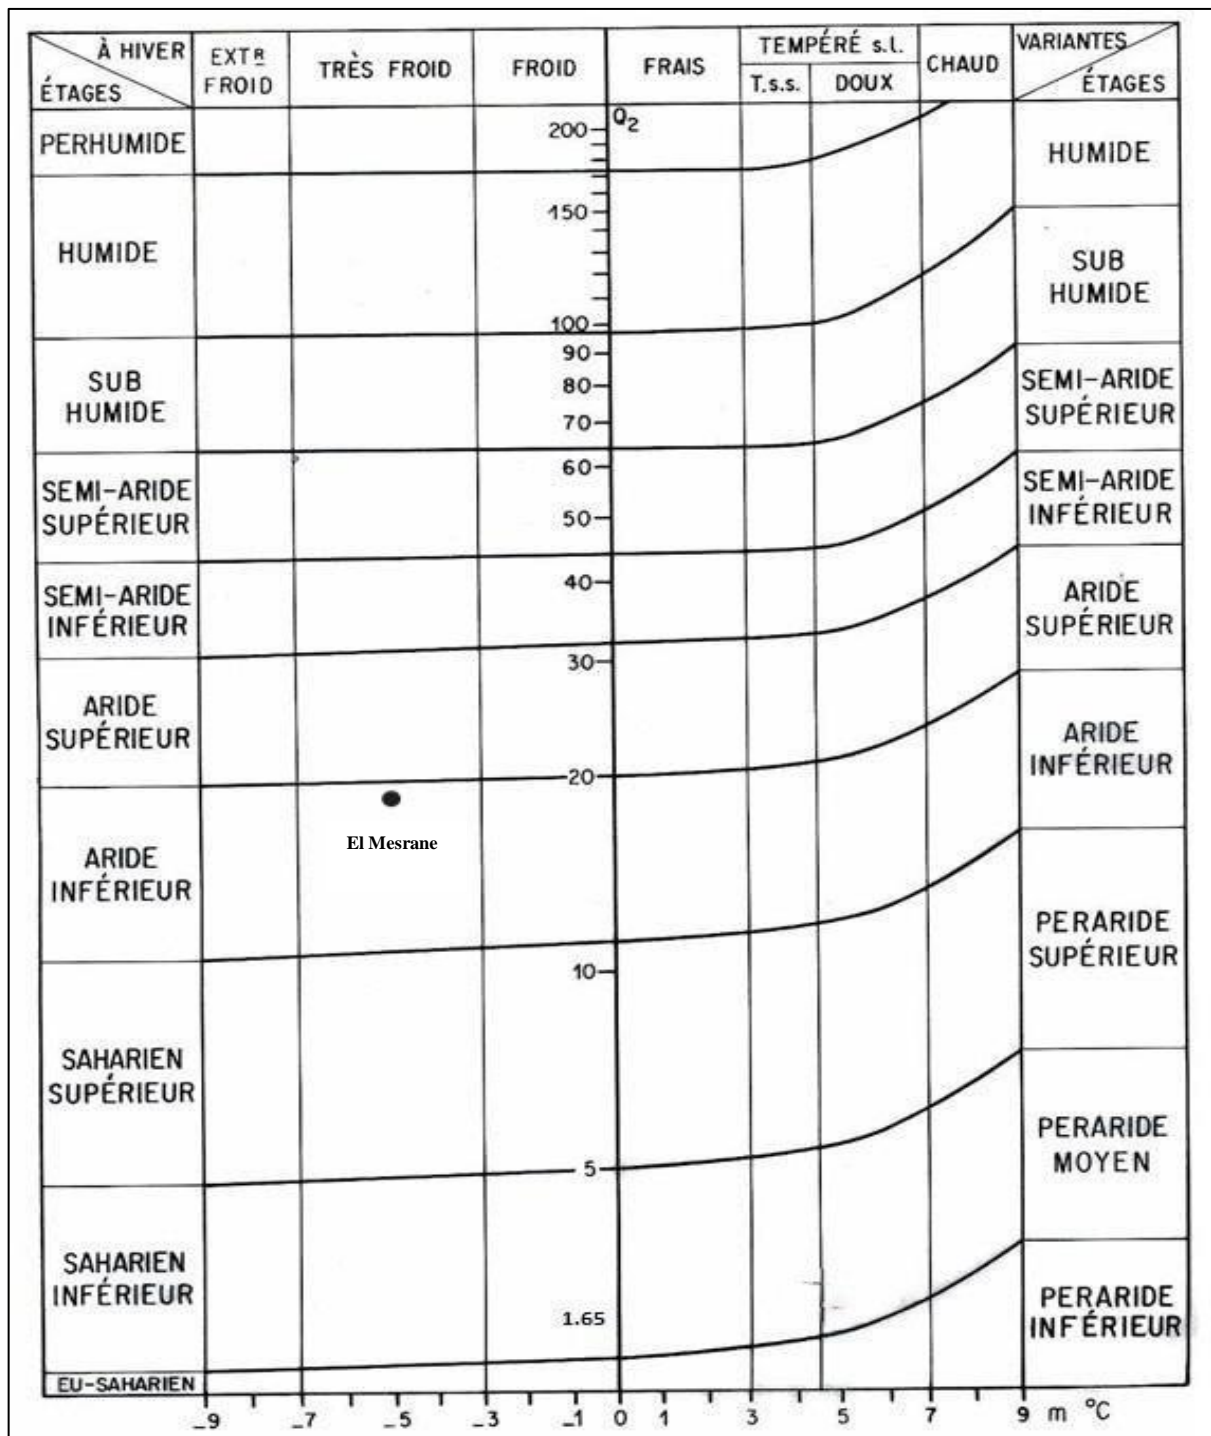 À HIVER
ÉTAGES
EXTR
FROID
TRÈS FROID
FROID
FRAIS
TEMPÉRÉ s.l.
T.s.s.
DOUX
CHAUD
VARIANTES
ÉTAGES
PERHUMIDE
HUMIDE
SUB
HUMIDE
SEMI-ARIDE
SUPÉRIEUR
SEMI-ARIDE
INFÉRIEUR
ARIDE
SUPÉRIEUR
ARIDE
INFÉRIEUR
SAHARIEN
SUPÉRIEUR
SAHARIEN
INFÉRIEUR
EU-SAHARIEN
Q2
200
150
100
90
80
70
60
50
40
30
20
10
5
1.65
El Mesrane
HUMIDE
SUB
HUMIDE
SEMI-ARIDE
SUPÉRIEUR
SEMI-ARIDE
INFÉRIEUR
ARIDE
SUPÉRIEUR
ARIDE
INFÉRIEUR
PERARIDE
SUPÉRIEUR
PERARIDE
MOYEN
PERARIDE
INFÉRIEUR
-9 -7 -5 -3 -1 0 1 3 5 7 9 m °C